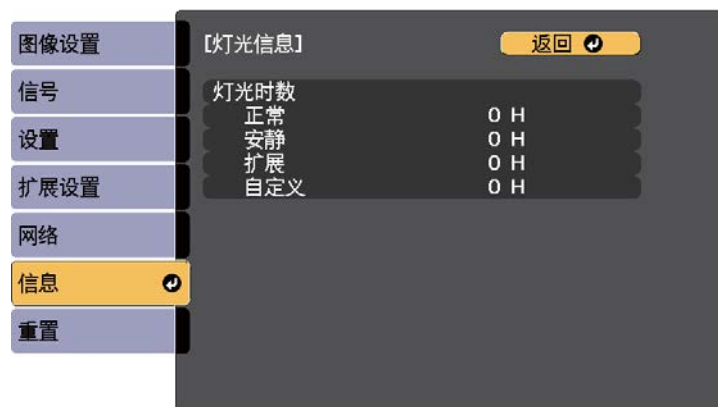 图像设置
信号
设置
扩展设置
网络
信息
重置
[灯光信息]
返回
灯光时数
正常 0 H
安静 0 H
扩展 0 H
自定义 0 H